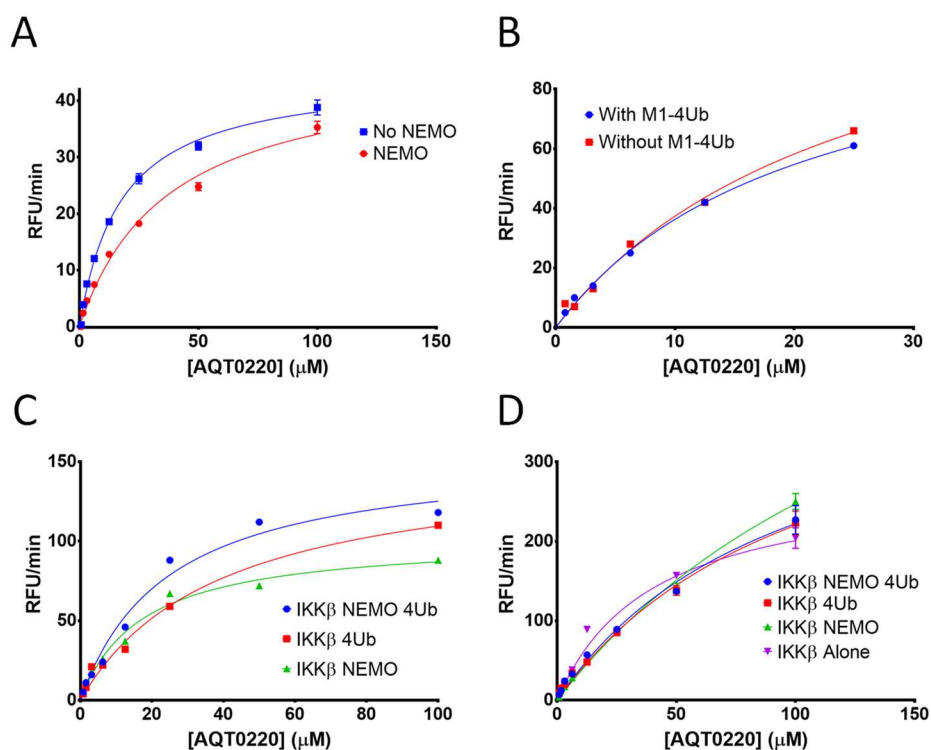 A
RFU/min
40
30
20
10
0
0
50
100
150
[AQT0220] (μM)
No NEMO
NEMO
B
RFU/min
80
60
40
20
0
0
10
20
30
[AQT0220] (μM)
With M1-4Ub
Without M1-4Ub
C
RFU/min
150
100
50
0
0
20
40
60
80
100
[AQT0220] (μM)
IKKβ NEMO 4Ub
IKKβ 4Ub
IKKβ NEMO
D
RFU/min
300
200
100
0
0
50
100
150
[AQT0220] (μM)
IKKβ NEMO 4Ub
IKKβ 4Ub
IKKβ NEMO
IKKβ Alone